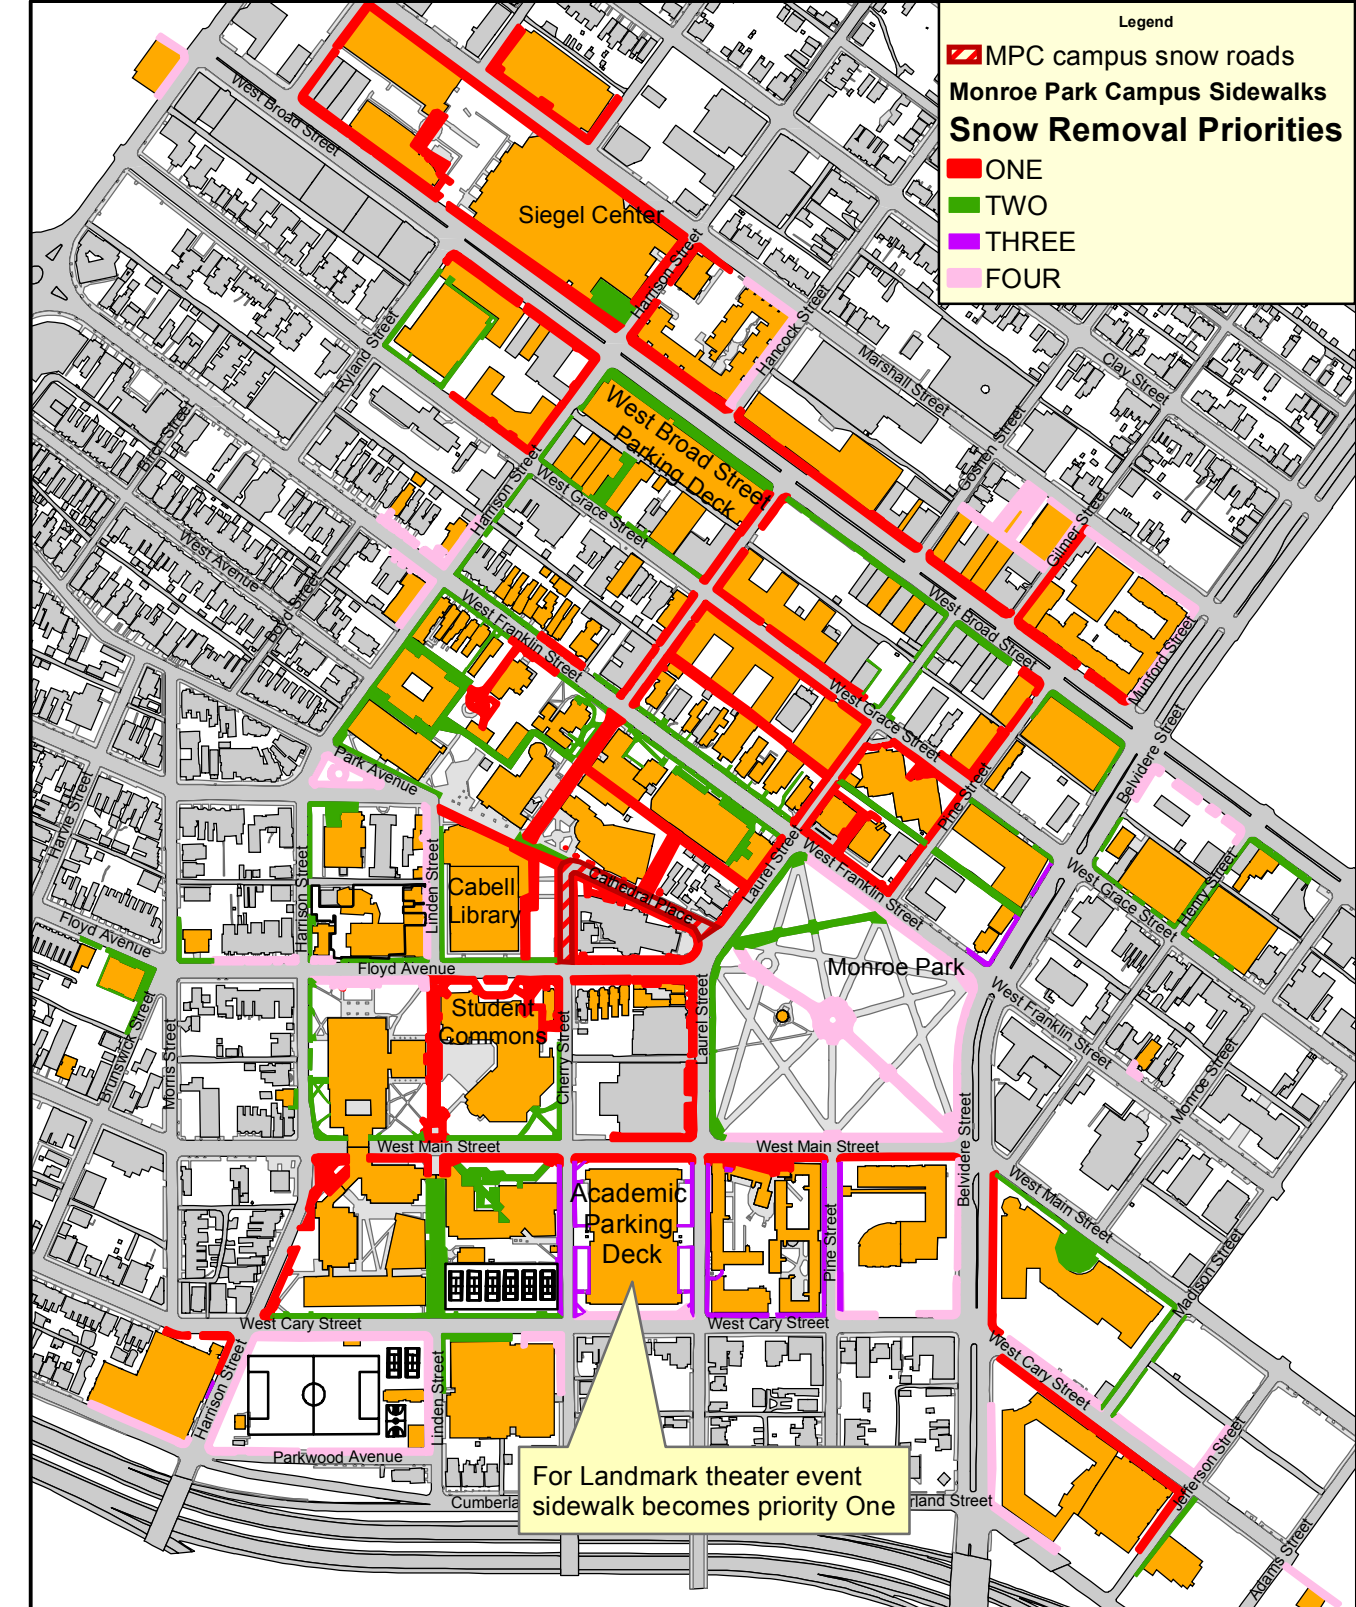 Legend
MPC campus snow roads
Monroe Park Campus Sidewalks
Snow Removal Priorities
ONE
TWO
THREE
FOUR
West Broad Street
Siegel Center
Harrison Street
Hancock Street
Marshall Street
Clay Street
Ryland Street
Birch Street
West Broad Street
Parking Deck
Goshen Street
Gilmer Street
Harrison Street
West Grace Street
West Avenue
Boyd Street
West Franklin Street
West Broad Street
Munford Street
West Grace Street
Belvidere Street
Park Avenue
Harvie Street
Pine Street
Linden Street
Harrison Street
Cabell
Library
Cathedral Place
Laurel Street
West Franklin Street
West Grace Street
Henry Street
Floyd Avenue
Floyd Avenue
Monroe Park
West Franklin Street
Student
Commons
Cherry Street
Laurel Street
Brunswick Street
Morris Street
Monroe Street
West Main Street
West Main Street
Belvidere Street
West Main Street
Academic
Parking
Deck
Pine Street
Madison Street
West Cary Street
West Cary Street
West Cary Street
Harrison Street
Linden Street
Parkwood Avenue
Jefferson Street
For Landmark theater event
sidewalk becomes priority One
Cumberla
rland Street
Adams Street